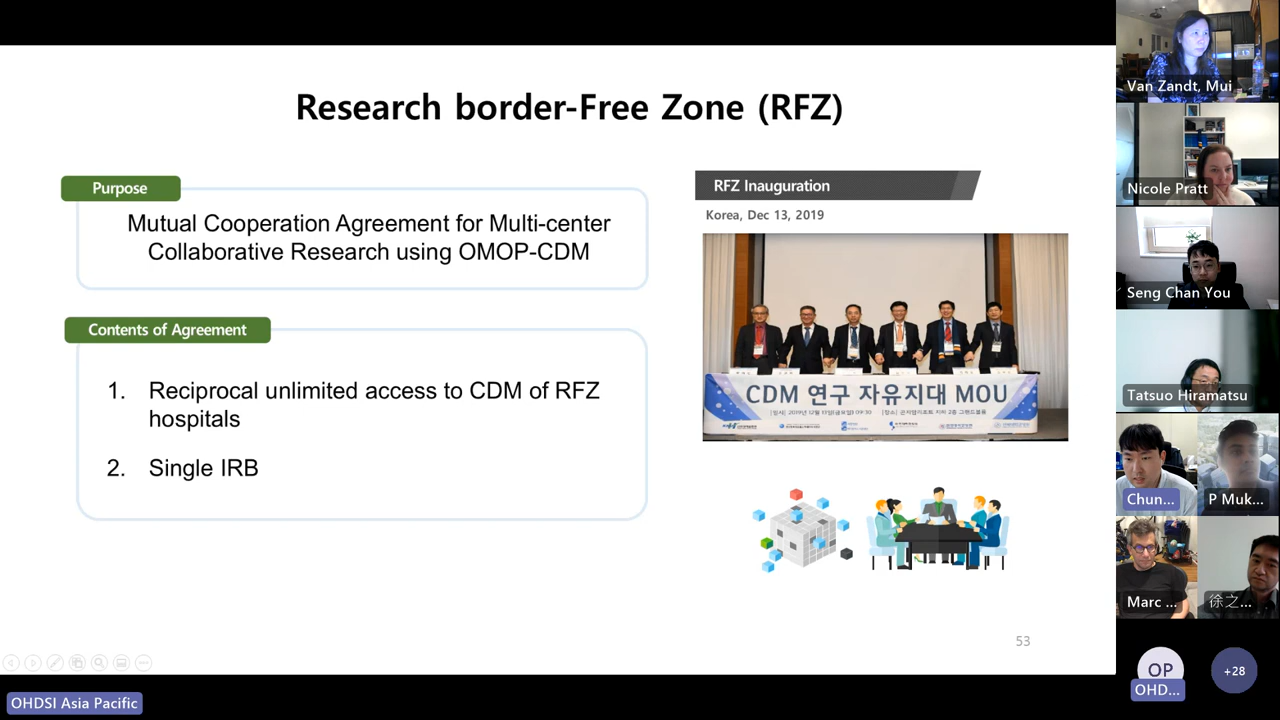 Research border-Free Zone (RFZ)
Purpose
Mutual Cooperation Agreement for Multi-center
Collaborative Research using OMOP-CDM
Contents of Agreement
1. Reciprocal unlimited access to CDM of RFZ
hospitals
2. Single IRB
RFZ Inauguration
Korea, Dec 13, 2019
CDM 연구 자유지대 MOU
53
OHDSI Asia Pacific
Van Zandt, Mui
Nicole Pratt
Seng Chan You
Tatsuo Hiramatsu
Chun...
P Muk...
Marc ...
徐之...
OP
OHD...
+28